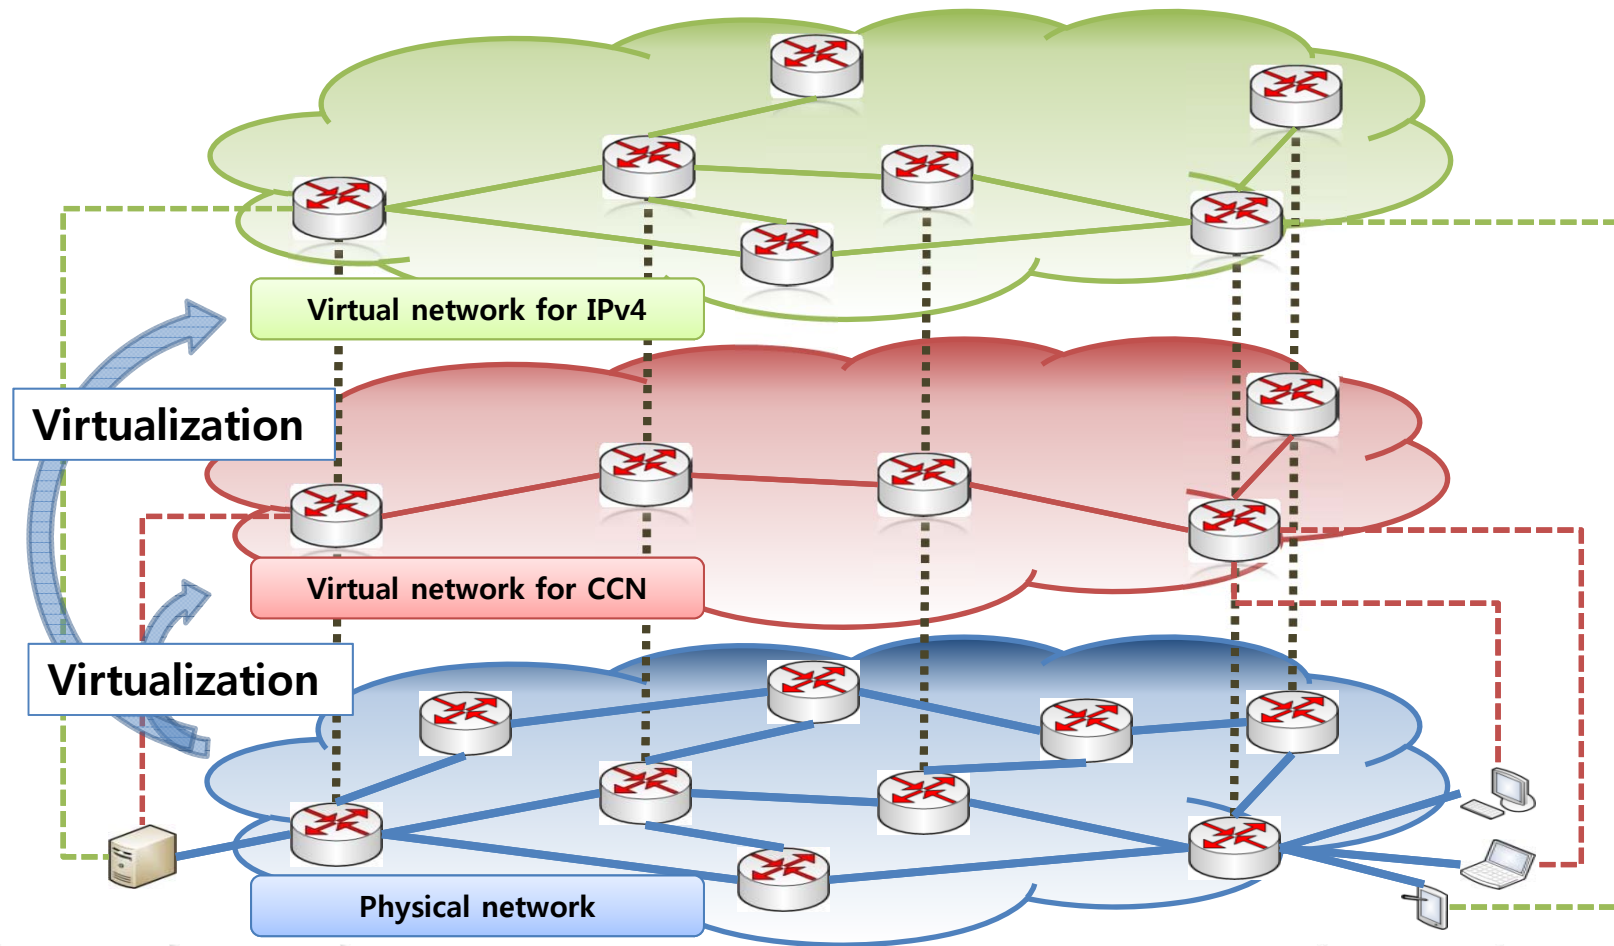 Virtual network for IPv4
Virtualization
Virtual network for CCN
Virtualization
Physical network